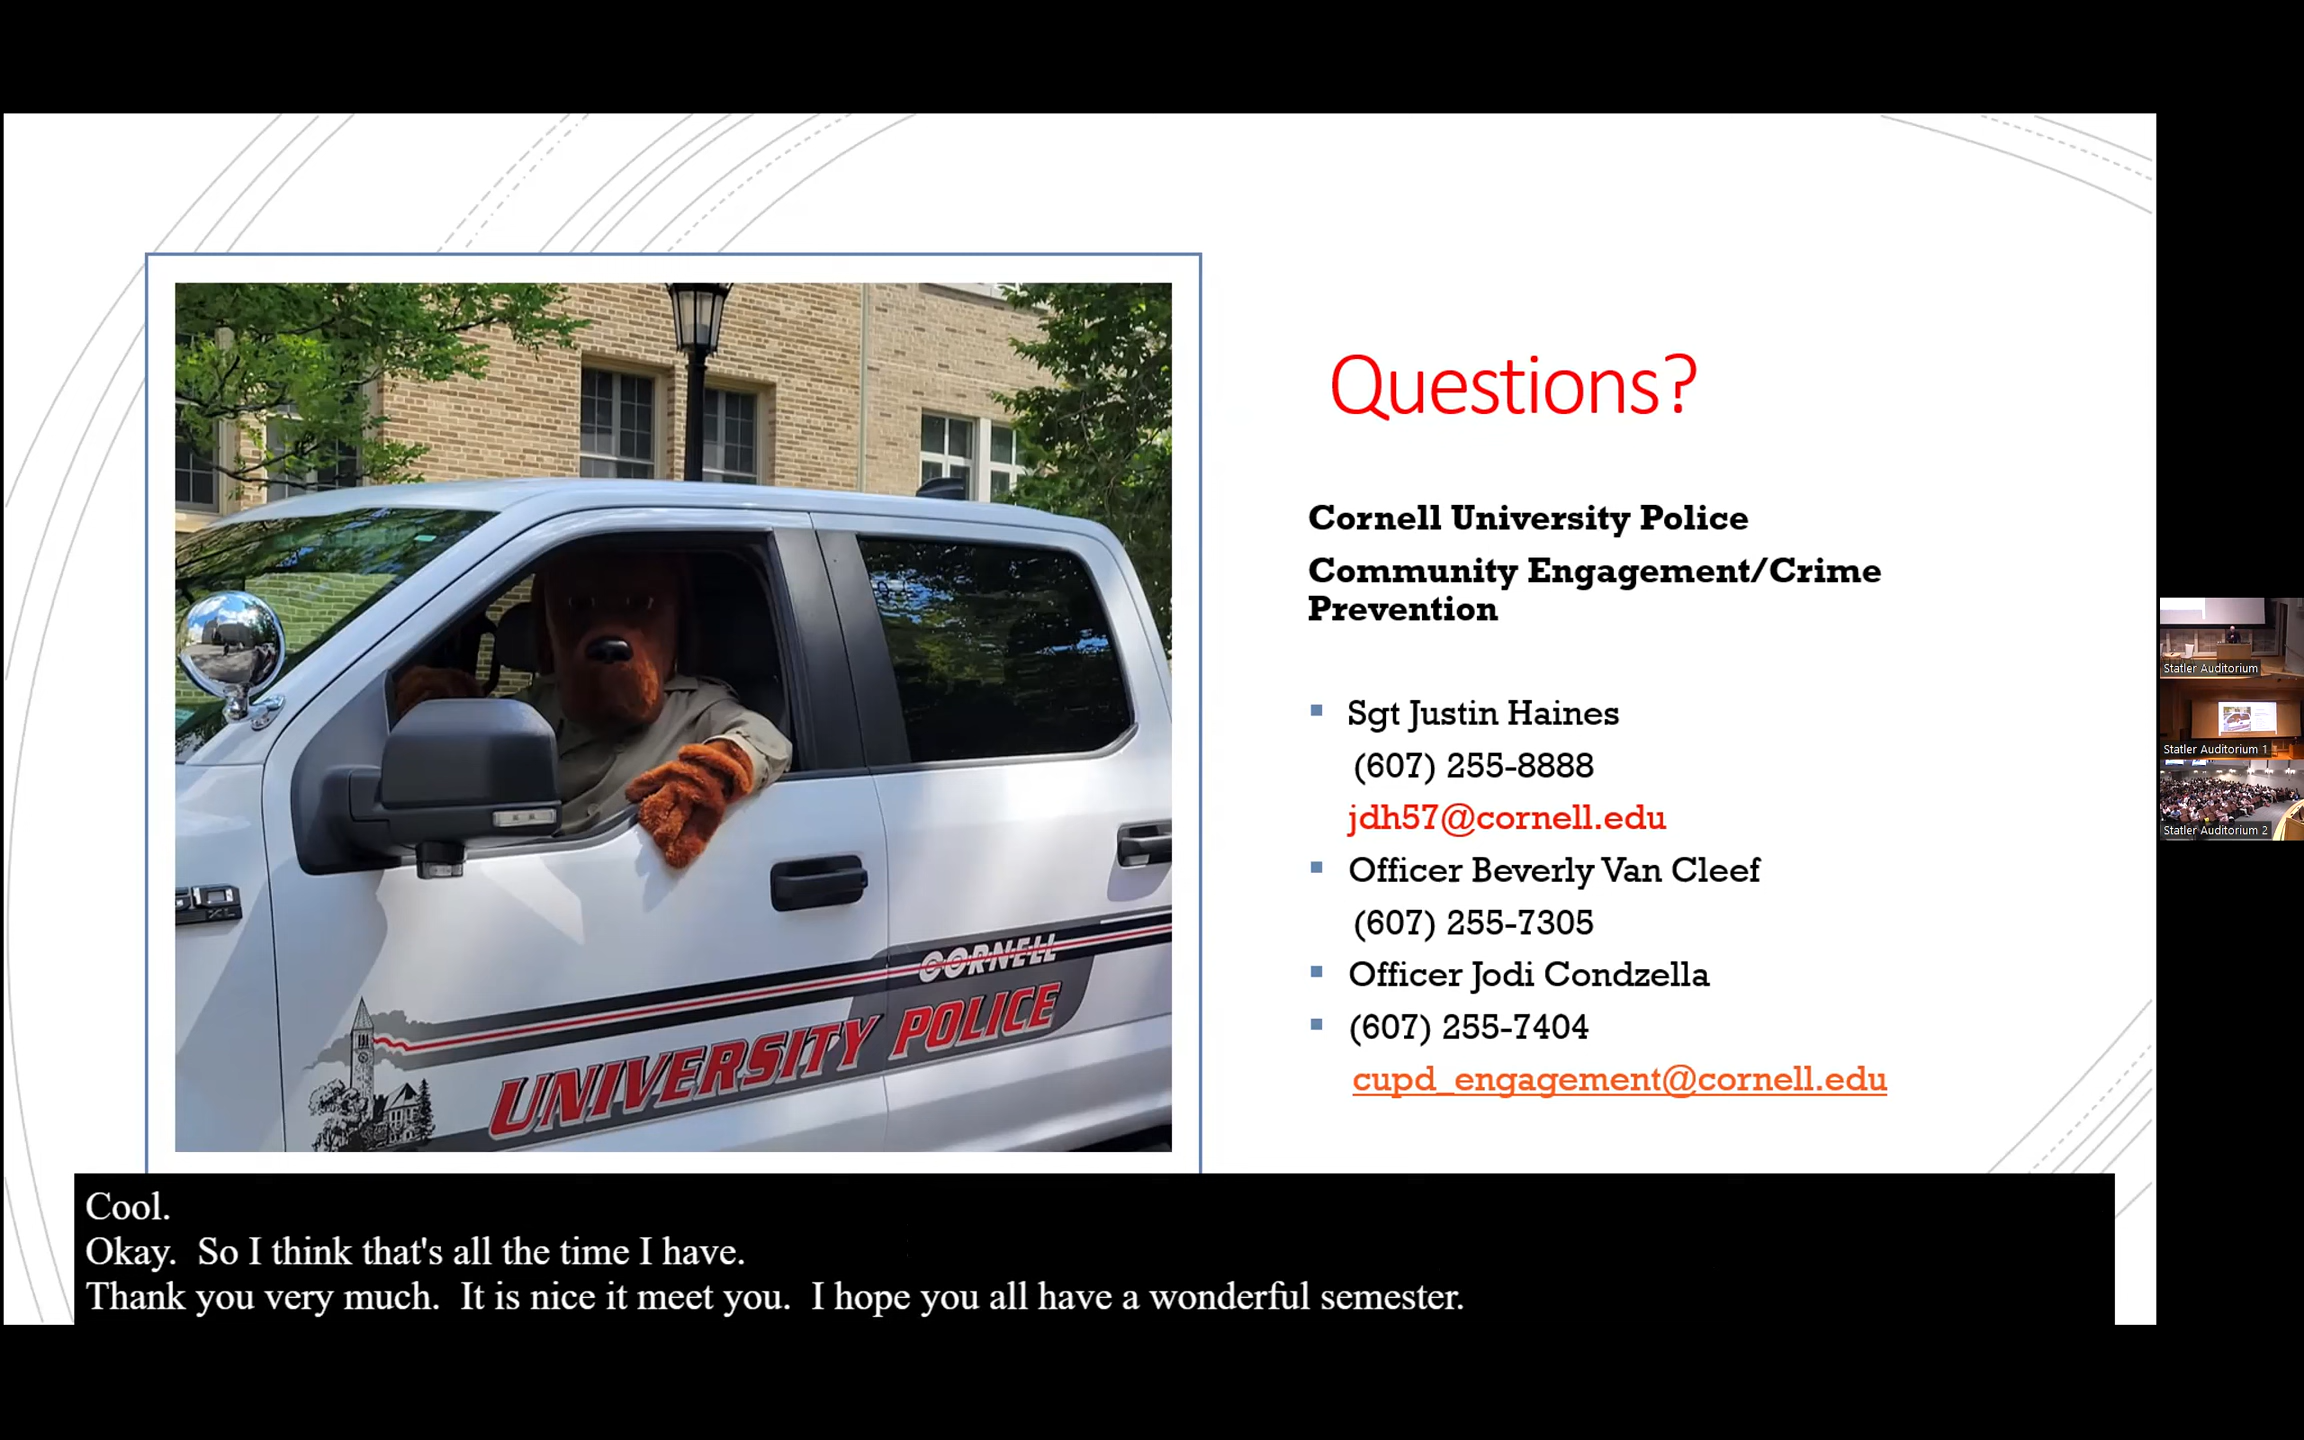 Questions?
Cornell University Police
Community Engagement/Crime
Prevention
Sgt Justin Haines
(607) 255-8888
jdh57@cornell.edu
Officer Beverly Van Cleef
(607) 255-7305
Officer Jodi Condzella
(607) 255-7404
cupd_engagement@cornell.edu
CORNELL
UNIVERSITY POLICE
XL
Statler Auditorium
Statler Auditorium 1
Statler Auditorium 2
Cool.
Okay.  So I think that's all the time I have.
Thank you very much.  It is nice it meet you.  I hope you all have a wonderful semester.